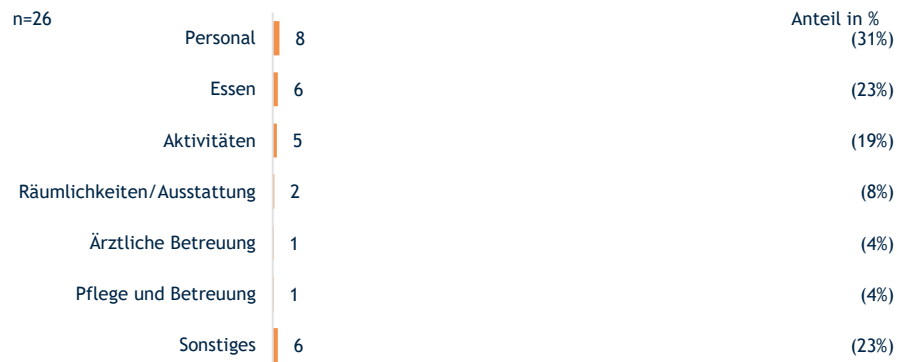 n=26 Anteil in %
Personal 8 (31%)
Essen 6 (23%)
Aktivitäten 5 (19%)
Räumlichkeiten/Ausstattung 2 (8%)
Ärztliche Betreuung 1 (4%)
Pflege und Betreuung 1 (4%)
Sonstiges 6 (23%)